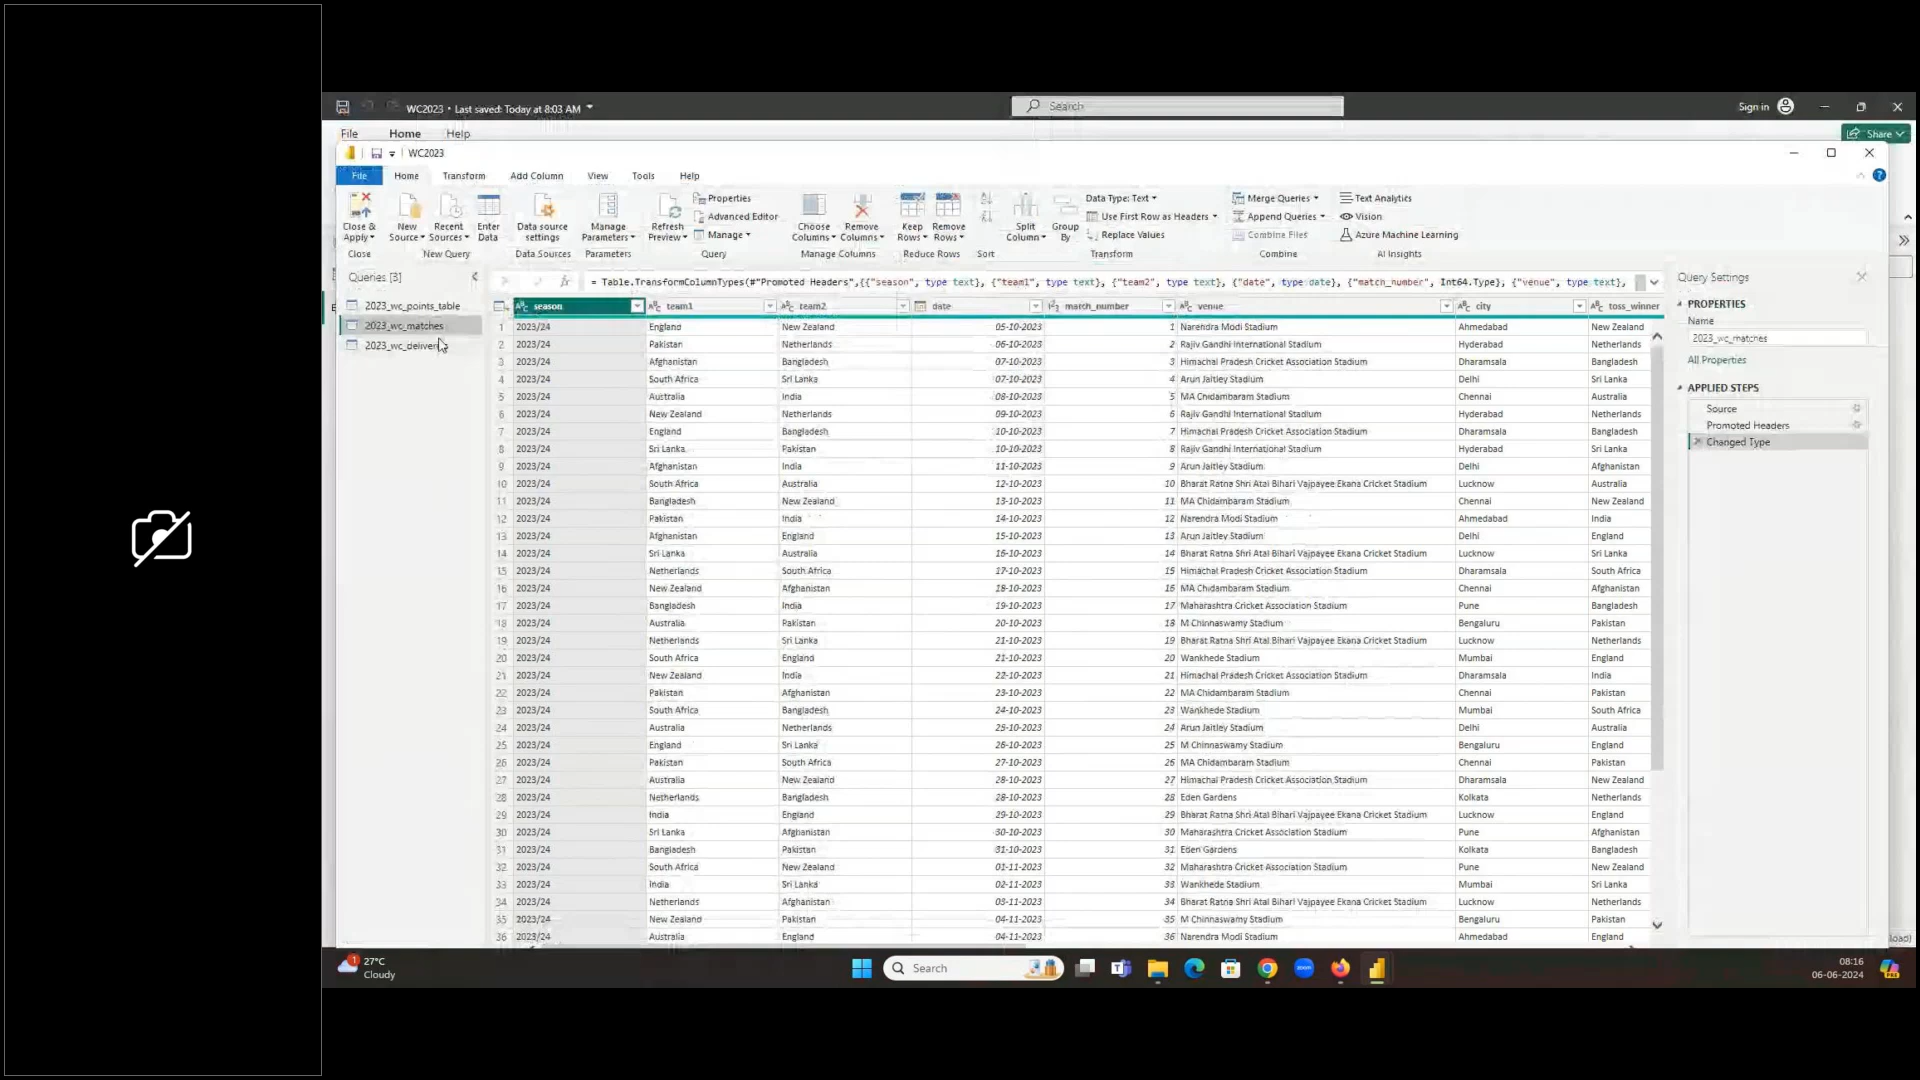 WC2023 • Last saved: Today at 8:03 AM
Search
Sign in
File Home Help
Share
WC2023
File Home Transform Add Column View Tools Help
Close & Apply
New Source
Recent Sources
Enter Data
Data source settings
Manage Parameters
Refresh Preview
Properties
Advanced Editor
Manage
Choose Columns
Remove Columns
Keep Rows
Remove Rows
Split Column
Group By
Data Type: Text
Use First Row as Headers
Replace Values
Merge Queries
Append Queries
Combine Files
Text Analytics
Vision
Azure Machine Learning
Close New Query Data Sources Parameters Query Manage Columns Reduce Rows Sort Transform Combine AI Insights
Queries [3]
2023_wc_points_table
2023_wc_matches
= Table.TransformColumnTypes(#"Promoted Headers",{{"season", type text}, {"team1", type text}, {"team2", type text}, {"date", type date}, {"match_number", Int64.Type}, {"venue", type text},
season team1 team2 date match_number venue city toss_winner
1 2023/24 England New Zealand 05-10-2023 1 Narendra Modi Stadium Ahmedabad New Zealand
2 2023/24 Pakistan Netherlands 06-10-2023 2 Rajiv Gandhi International Stadium Hyderabad Netherlands
3 2023/24 Afghanistan Bangladesh 07-10-2023 3 Himachal Pradesh Cricket Association Stadium Dharamsala Bangladesh
4 2023/24 South Africa Sri Lanka 07-10-2023 4 Arun Jaitley Stadium Delhi Sri Lanka
5 2023/24 Australia India 08-10-2023 5 MA Chidambaram Stadium Chennai Australia
6 2023/24 New Zealand Netherlands 09-10-2023 6 Rajiv Gandhi International Stadium Hyderabad Netherlands
7 2023/24 England Bangladesh 10-10-2023 7 Himachal Pradesh Cricket Association Stadium Dharamsala Bangladesh
8 2023/24 Sri Lanka Pakistan 10-10-2023 8 Rajiv Gandhi International Stadium Hyderabad Sri Lanka
9 2023/24 Afghanistan India 11-10-2023 9 Arun Jaitley Stadium Delhi Afghanistan
10 2023/24 South Africa Australia 12-10-2023 10 Bharat Ratna Shri Atal Bihari Vajpayee Ekana Cricket Stadium Lucknow Australia
11 2023/24 Bangladesh New Zealand 13-10-2023 11 MA Chidambaram Stadium Chennai New Zealand
12 2023/24 Pakistan India 14-10-2023 12 Narendra Modi Stadium Ahmedabad India
13 2023/24 Afghanistan England 15-10-2023 13 Arun Jaitley Stadium Delhi England
14 2023/24 Sri Lanka Australia 16-10-2023 14 Bharat Ratna Shri Atal Bihari Vajpayee Ekana Cricket Stadium Lucknow Sri Lanka
15 2023/24 Netherlands South Africa 17-10-2023 15 Himachal Pradesh Cricket Association Stadium Dharamsala South Africa
16 2023/24 New Zealand Afghanistan 18-10-2023 16 MA Chidambaram Stadium Chennai Afghanistan
17 2023/24 Bangladesh India 19-10-2023 17 Maharashtra Cricket Association Stadium Pune Bangladesh
18 2023/24 Australia Pakistan 20-10-2023 18 M Chinnaswamy Stadium Bengaluru Pakistan
19 2023/24 Netherlands Sri Lanka 21-10-2023 19 Bharat Ratna Shri Atal Bihari Vajpayee Ekana Cricket Stadium Lucknow Netherlands
20 2023/24 South Africa England 21-10-2023 20 Wankhede Stadium Mumbai England
21 2023/24 New Zealand India 22-10-2023 21 Himachal Pradesh Cricket Association Stadium Dharamsala India
22 2023/24 Pakistan Afghanistan 23-10-2023 22 MA Chidambaram Stadium Chennai Pakistan
23 2023/24 South Africa Bangladesh 24-10-2023 23 Wankhede Stadium Mumbai South Africa
24 2023/24 Australia Netherlands 25-10-2023 24 Arun Jaitley Stadium Delhi Australia
25 2023/24 England Sri Lanka 26-10-2023 25 M Chinnaswamy Stadium Bengaluru England
26 2023/24 Pakistan South Africa 27-10-2023 26 MA Chidambaram Stadium Chennai Pakistan
27 2023/24 Australia New Zealand 28-10-2023 27 Himachal Pradesh Cricket Association Stadium Dharamsala New Zealand
28 2023/24 Netherlands Bangladesh 28-10-2023 28 Eden Gardens Kolkata Netherlands
29 2023/24 India England 29-10-2023 29 Bharat Ratna Shri Atal Bihari Vajpayee Ekana Cricket Stadium Lucknow England
30 2023/24 Sri Lanka Afghanistan 30-10-2023 30 Maharashtra Cricket Association Stadium Pune Afghanistan
31 2023/24 Bangladesh Pakistan 31-10-2023 31 Eden Gardens Kolkata Bangladesh
32 2023/24 South Africa New Zealand 01-11-2023 32 Maharashtra Cricket Association Stadium Pune New Zealand
33 2023/24 India Sri Lanka 02-11-2023 33 Wankhede Stadium Mumbai Sri Lanka
34 2023/24 Netherlands Afghanistan 03-11-2023 34 Bharat Ratna Shri Atal Bihari Vajpayee Ekana Cricket Stadium Lucknow Netherlands
35 2023/24 New Zealand Pakistan 04-11-2023 35 M Chinnaswamy Stadium Bengaluru Pakistan
36 2023/24 Australia England 04-11-2023 36 Narendra Modi Stadium Ahmedabad England
Query Settings
PROPERTIES
Name
2023_wc_matches
All Properties
APPLIED STEPS
Source
Promoted Headers
Changed Type
27°C
Cloudy
Search
08:16
06-06-2024